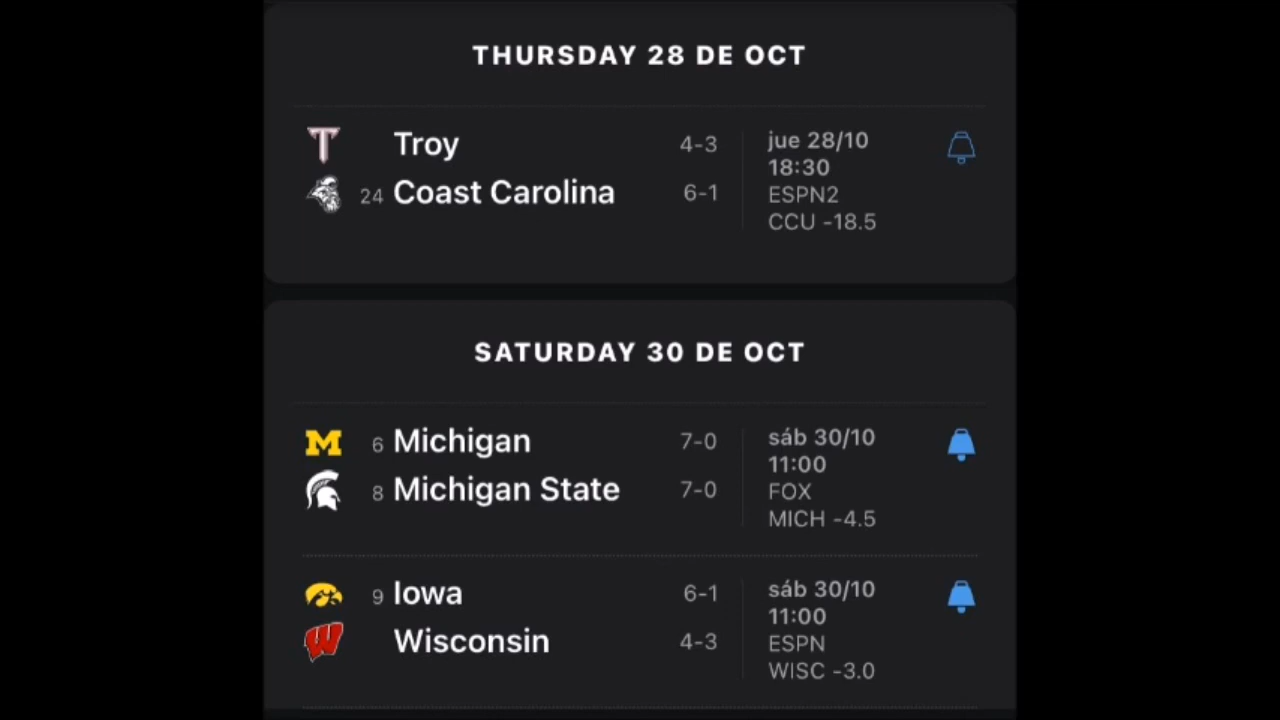 THURSDAY 28 DE OCT
Troy 4-3
24 Coast Carolina 6-1
jue 28/10
18:30
ESPN2
CCU -18.5
SATURDAY 30 DE OCT
6 Michigan 7-0
8 Michigan State 7-0
sáb 30/10
11:00
FOX
MICH -4.5
9 Iowa 6-1
Wisconsin 4-3
sáb 30/10
11:00
ESPN
WISC -3.0